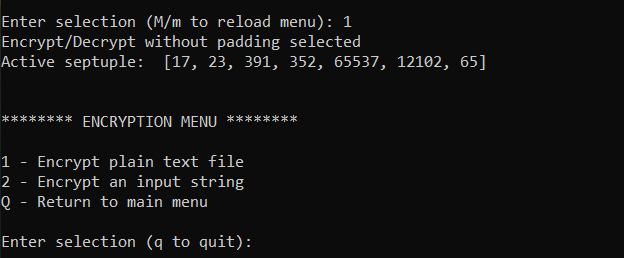 Enter selection (M/m to reload menu): 1
Encrypt/Decrypt without padding selected
Active septuple:  [17, 23, 391, 352, 65537, 12102, 65]
******** ENCRYPTION MENU ********
1 - Encrypt plain text file
2 - Encrypt an input string
Q - Return to main menu
Enter selection (q to quit):